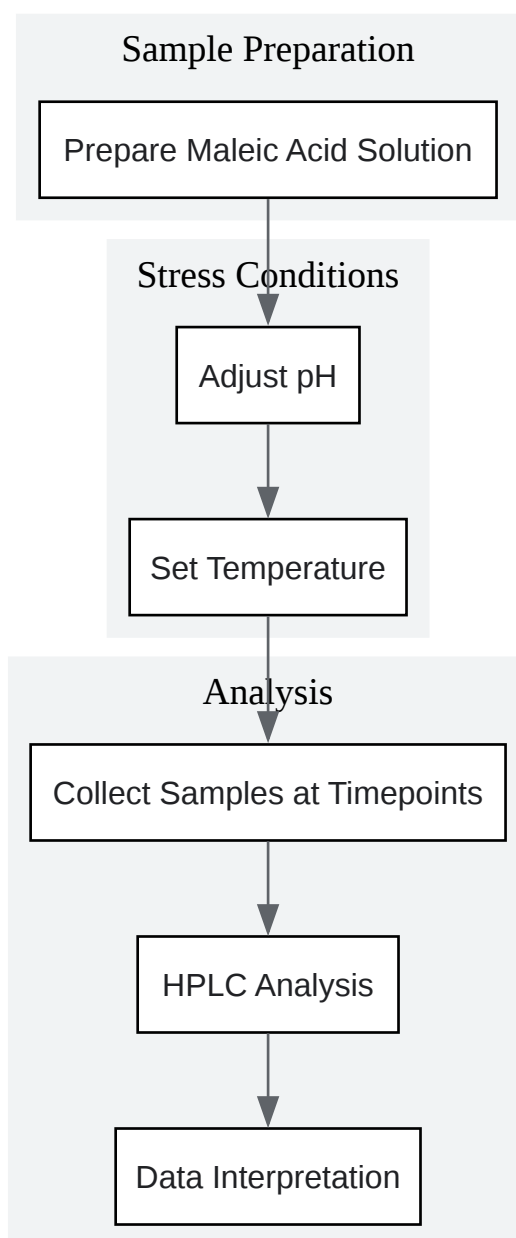 Sample Preparation
Prepare Maleic Acid Solution
Stress Conditions
Adjust pH
Set Temperature
Analysis
Collect Samples at Timepoints
HPLC Analysis
Data Interpretation